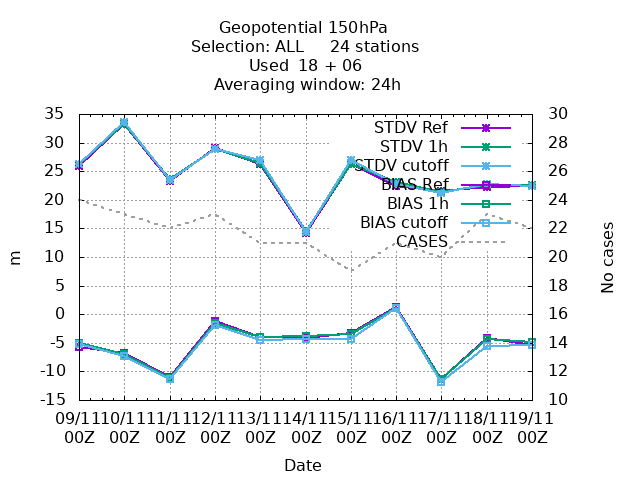 Geopotential 150hPa
Selection: ALL 24 stations
Used 18 + 06
Averaging window: 24h
35 30
30 28
25 26
20 24
15 22
10 20
5 18
0 16
-5 14
-10 12
-15 10
STDV Ref
STDV 1h
STDV cutoff
BIAS Ref
BIAS 1h
BIAS cutoff
CASES
m
No cases
09/11 10/11 11/11 12/11 13/11 14/11 15/11 16/11 17/11 18/11 19/11
00Z 00Z 00Z 00Z 00Z 00Z 00Z 00Z 00Z 00Z 00Z
Date